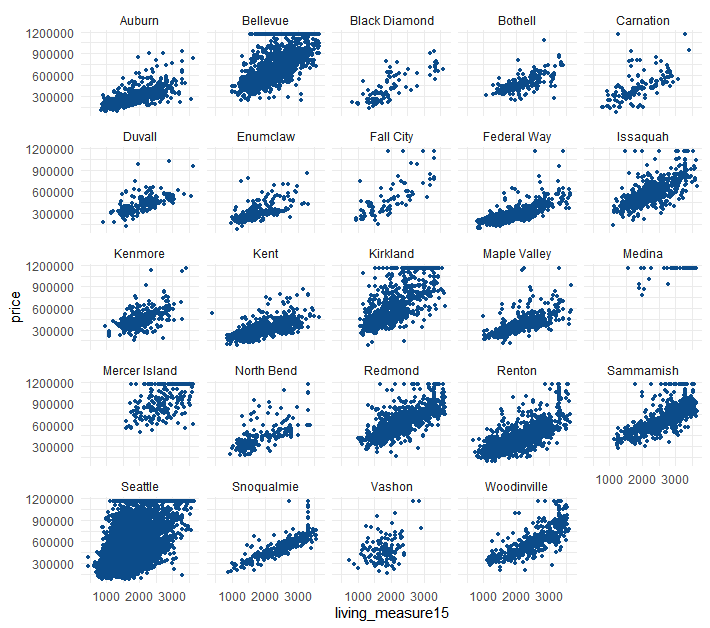 Auburn Bellevue Black Diamond Bothell Carnation
1200000
900000
600000
300000
Duvall Enumclaw Fall City Federal Way Issaquah
1200000
900000
600000
300000
Kenmore Kent Kirkland Maple Valley Medina
1200000
900000
600000
300000
price
Mercer Island North Bend Redmond Renton Sammamish
1200000
900000
600000
300000
1000 2000 3000
Seattle Snoqualmie Vashon Woodinville
1200000
900000
600000
300000
1000 2000 3000 1000 2000 3000 1000 2000 3000 1000 2000 3000
living_measure15